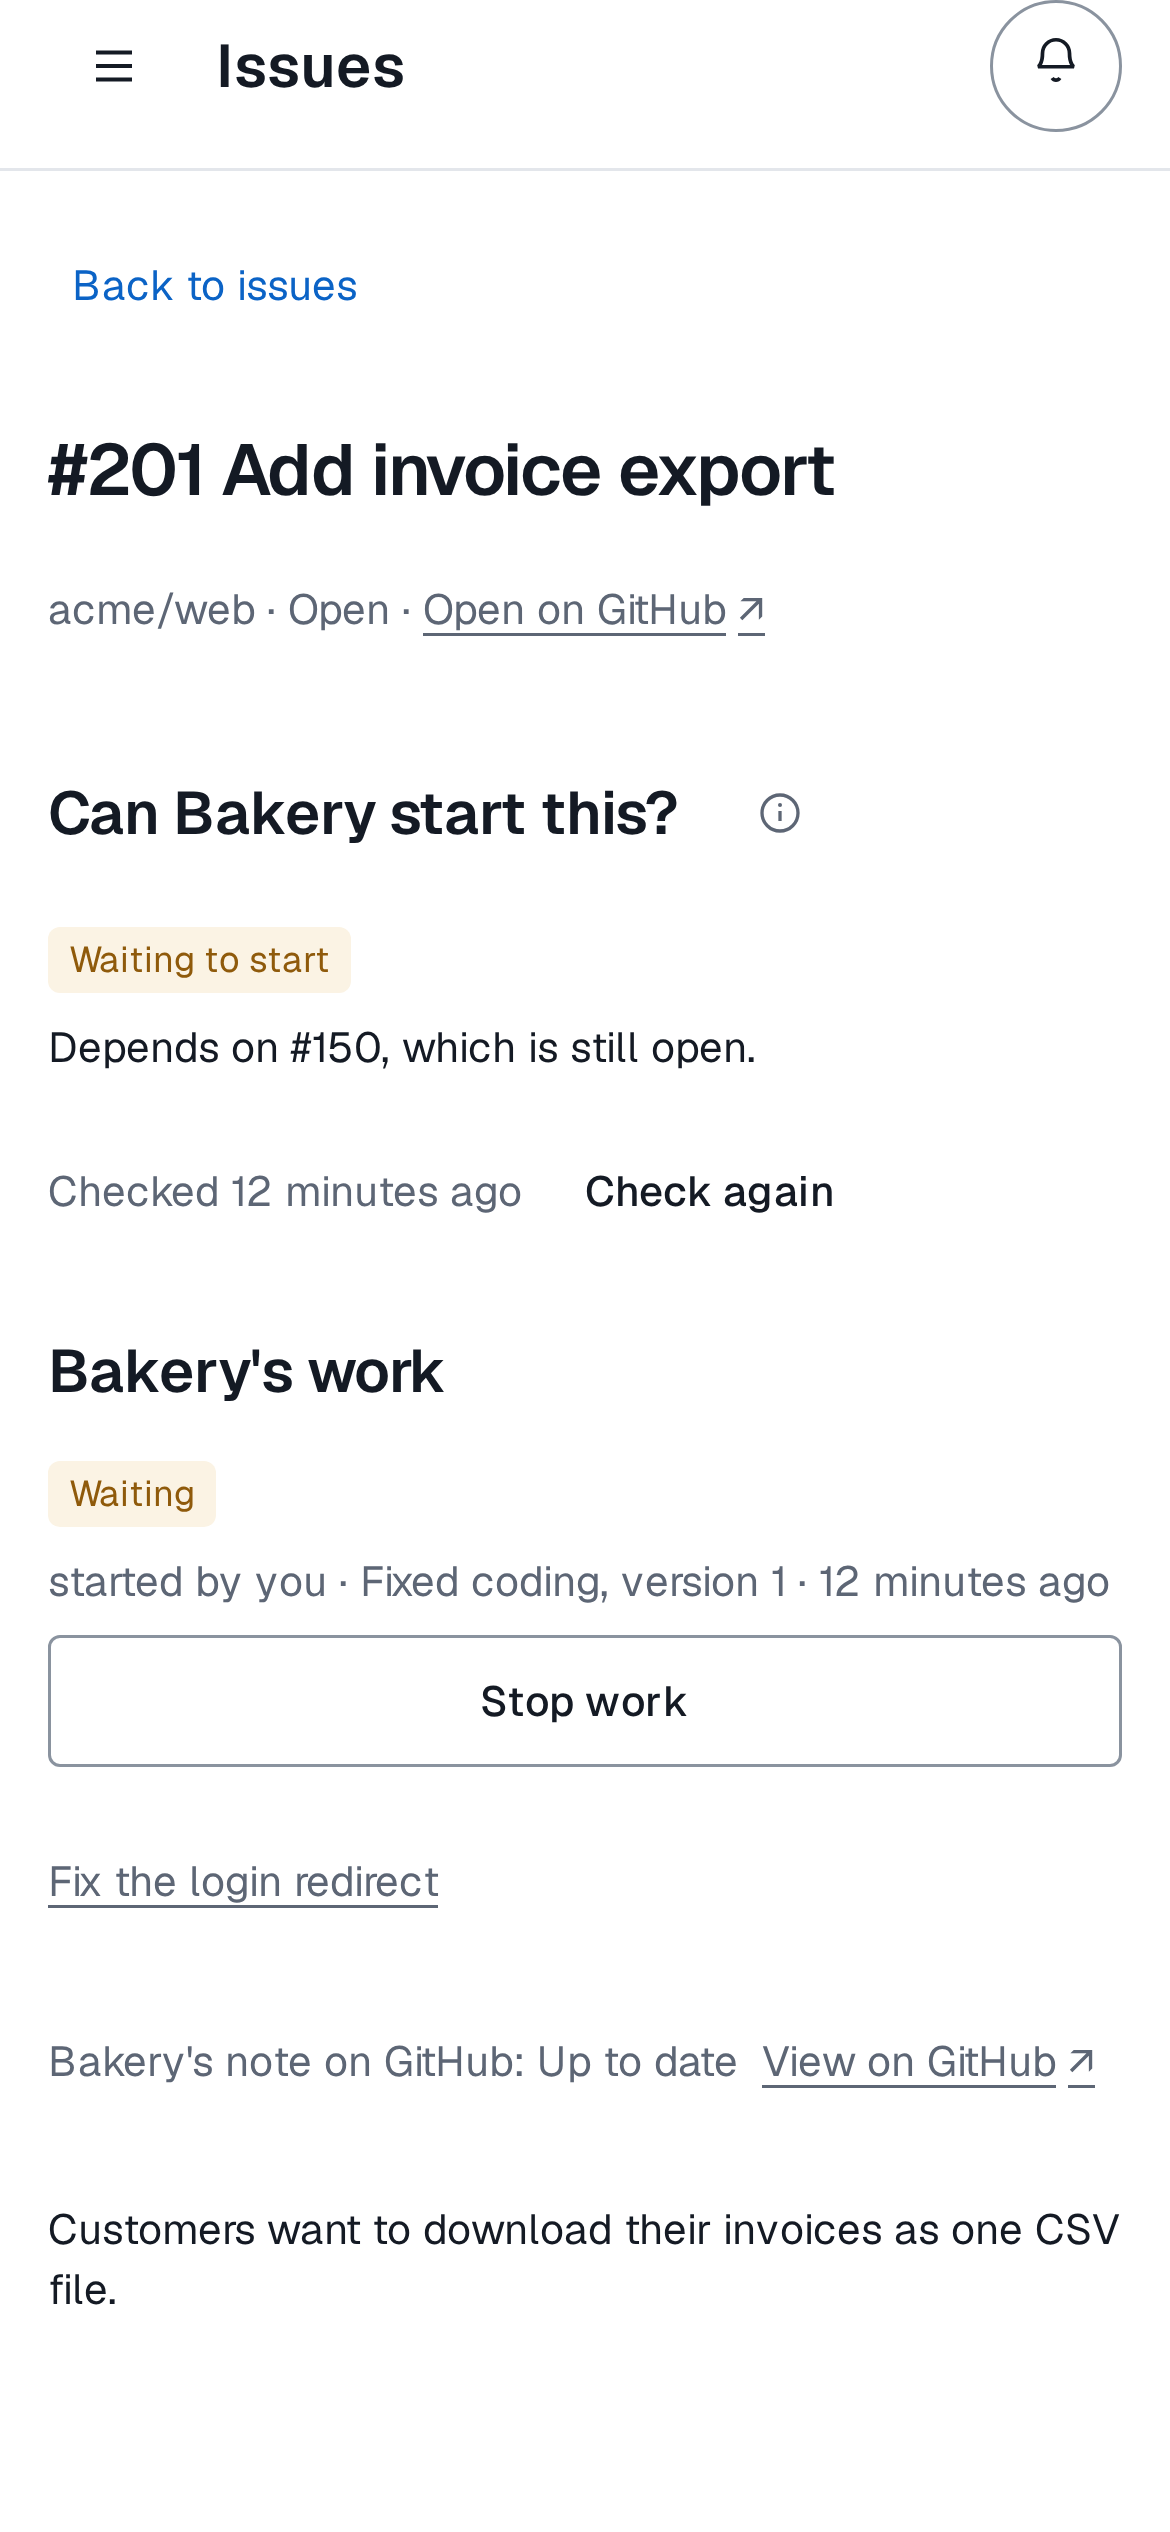 Issues
Back to issues
#201 Add invoice export
acme/web · Open · Open on GitHub ↗
Can Bakery start this?
Waiting to start
Depends on #150, which is still open.
Checked 12 minutes ago Check again
Bakery's work
Waiting
started by you · Fixed coding, version 1 · 12 minutes ago
Stop work
Fix the login redirect
Bakery's note on GitHub: Up to date View on GitHub ↗
Customers want to download their invoices as one CSV
file.